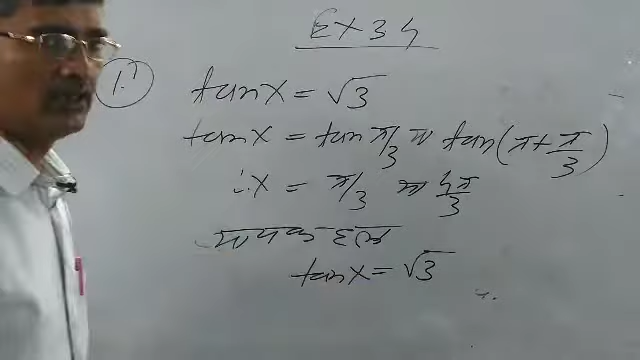 Ex 3 4
1.
tan x = √3
tan x = tan π/3 या tan(π + π/3)
∴ x = π/3 या 4π/3
व्यापक हल
tan x = √3